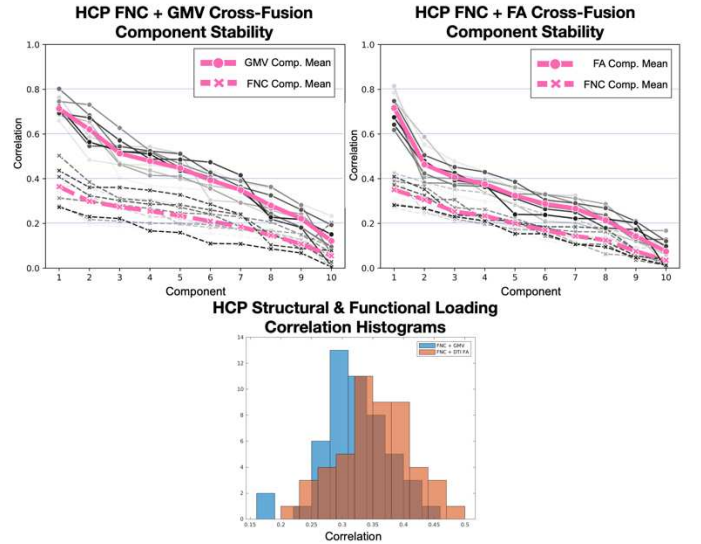 HCP FNC + GMV Cross-Fusion
Component Stability
1.0
0.8
0.6
0.4
0.2
0.0
Correlation
GMV Comp. Mean
FNC Comp. Mean
1 2 3 4 5 6 7 8 9 10
Component
HCP FNC + FA Cross-Fusion
Component Stability
1.0
0.8
0.6
0.4
0.2
0.0
Correlation
FA Comp. Mean
FNC Comp. Mean
1 2 3 4 5 6 7 8 9 10
Component
HCP Structural & Functional Loading
Correlation Histograms
14
12
10
8
6
4
2
0
FNC + GMV
FNC + DTI FA
0.15 0.2 0.25 0.3 0.35 0.4 0.45 0.5
Correlation